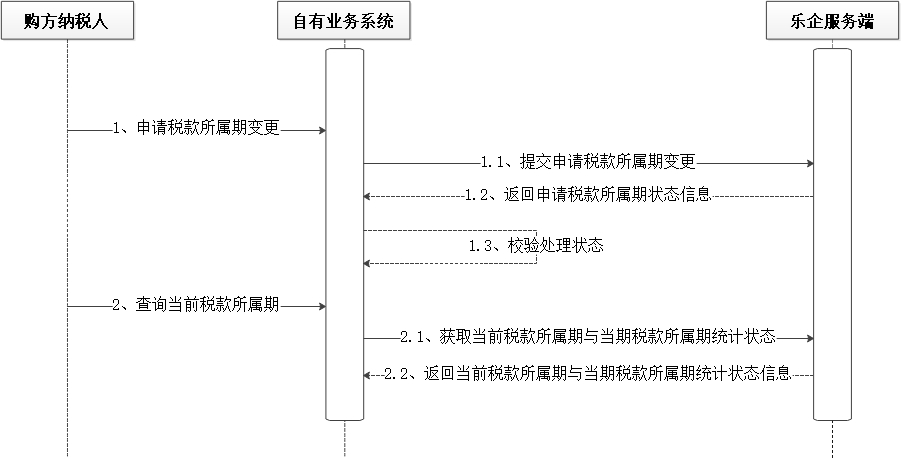 购方纳税人
自有业务系统
乐企服务端
1、申请税款所属期变更
1.1、提交申请税款所属期变更
1.2、返回申请税款所属期状态信息
1.3、校验处理状态
2、查询当前税款所属期
2.1、获取当前税款所属期与当期税款所属期统计状态
2.2、返回当前税款所属期与当期税款所属期统计状态信息